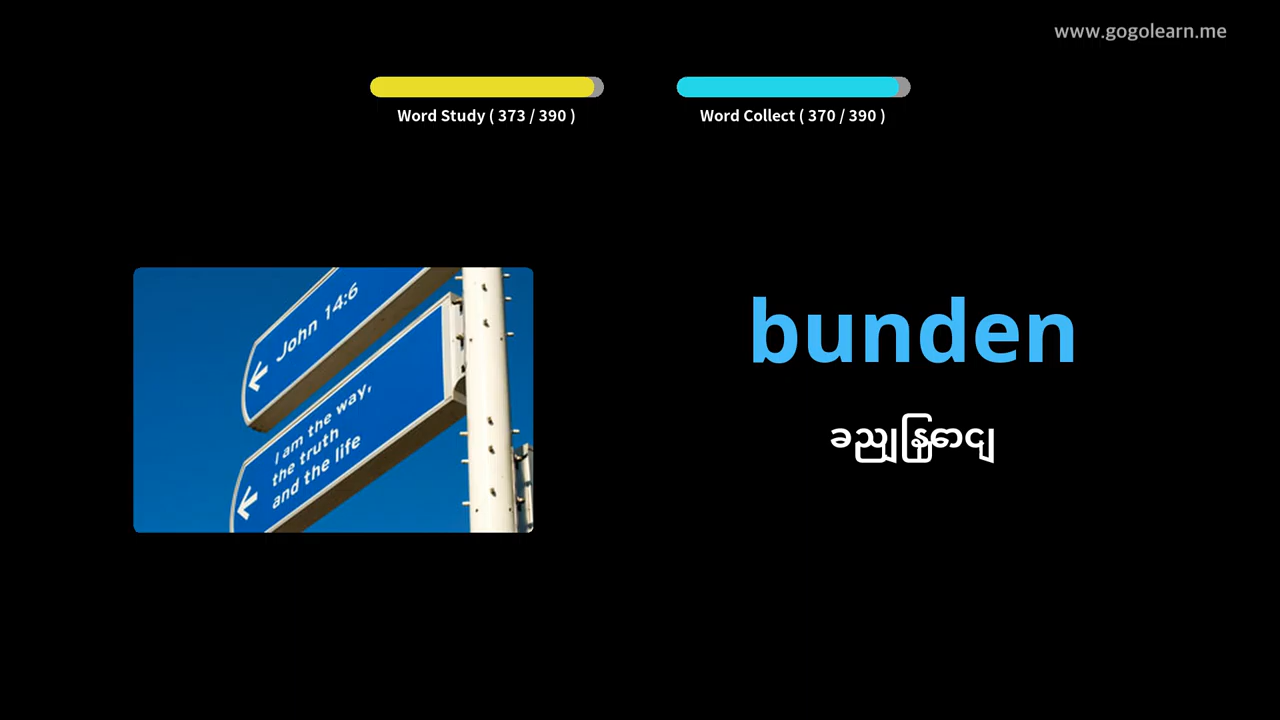 www.gogolearn.me
Word Study ( 373 / 390 )
Word Collect ( 370 / 390 )
John 14:6
I am the way,
the truth
and the life
bunden
ခညျနှောငျ